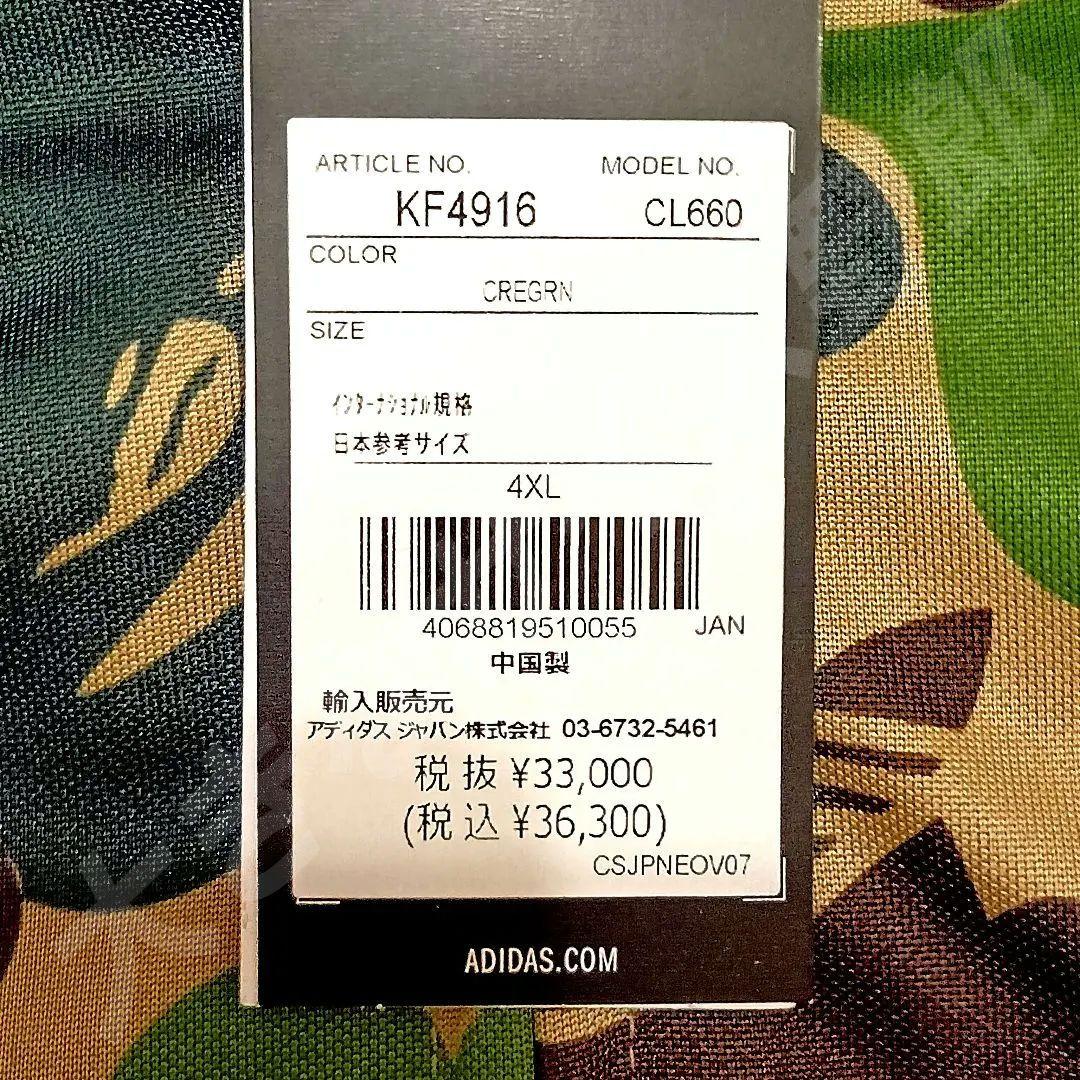 ARTICLE NO. MODEL NO.
KF4916 CL660
COLOR
CREGRN
SIZE
インターナショナル規格
日本参考サイズ
4XL
4068819510055 JAN
中国製
輸入販売元
アディダス ジャパン株式会社 03-6732-5461
税抜 ¥33,000
(税込 ¥36,300)
CSJPNEOV07
ADIDAS.COM